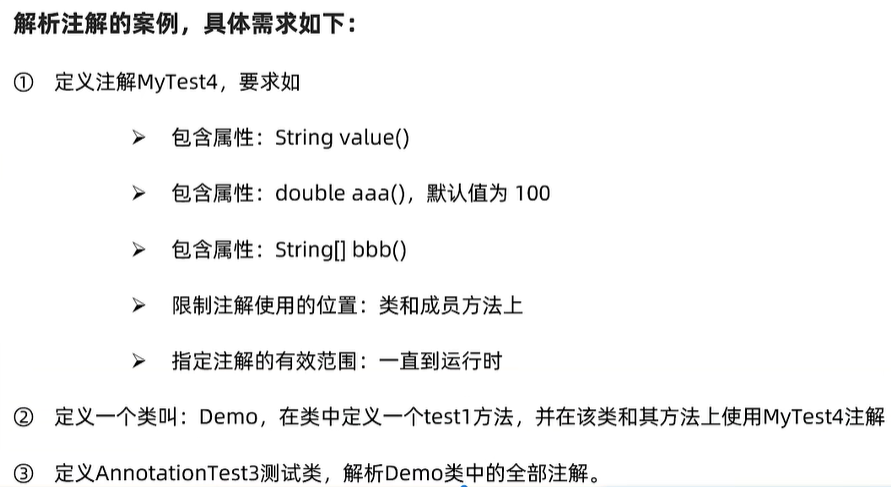 解析注解的案例，具体需求如下：
① 定义注解MyTest4，要求如
➢ 包含属性：String value()
➢ 包含属性：double aaa()，默认值为 100
➢ 包含属性：String[] bbb()
➢ 限制注解使用的位置：类和成员方法上
➢ 指定注解的有效范围：一直到运行时
② 定义一个类叫：Demo，在类中定义一个test1方法，并在该类和其方法上使用MyTest4注解
③ 定义AnnotationTest3测试类，解析Demo类中的全部注解。